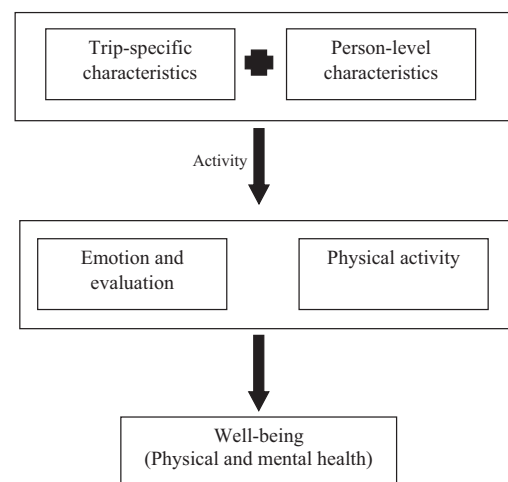 Trip-specific
characteristics
Person-level
characteristics
Activity
Emotion and
evaluation
Physical activity
Well-being
(Physical and mental health)